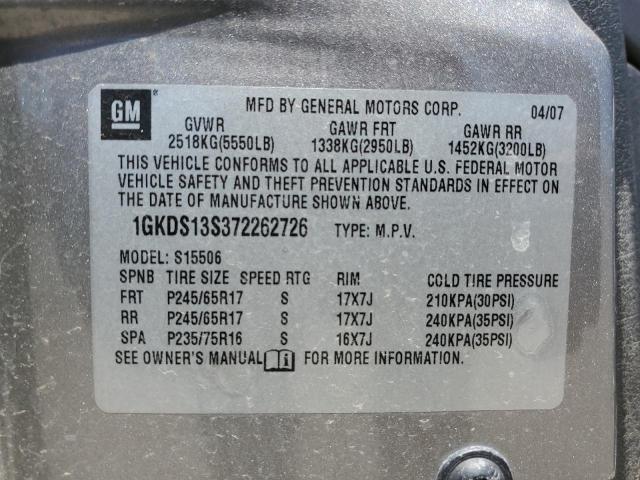 GM ®
MFD BY GENERAL MOTORS CORP. 04/07
GVWR GAWR FRT GAWR RR
2518KG(5550LB) 1338KG(2950LB) 1452KG(3200LB)
THIS VEHICLE CONFORMS TO ALL APPLICABLE U.S. FEDERAL MOTOR
VEHICLE SAFETY AND THEFT PREVENTION STANDARDS IN EFFECT ON
THE DATE OF MANUFACTURE SHOWN ABOVE.
1GKDS13S372262726 TYPE: M.P.V.
MODEL: S15506
SPNB TIRE SIZE SPEED RTG RIM COLD TIRE PRESSURE
FRT P245/65R17 S 17X7J 210KPA(30PSI)
RR P245/65R17 S 17X7J 240KPA(35PSI)
SPA P235/75R16 S 16X7J 240KPA(35PSI)
SEE OWNER'S MANUAL FOR MORE INFORMATION.